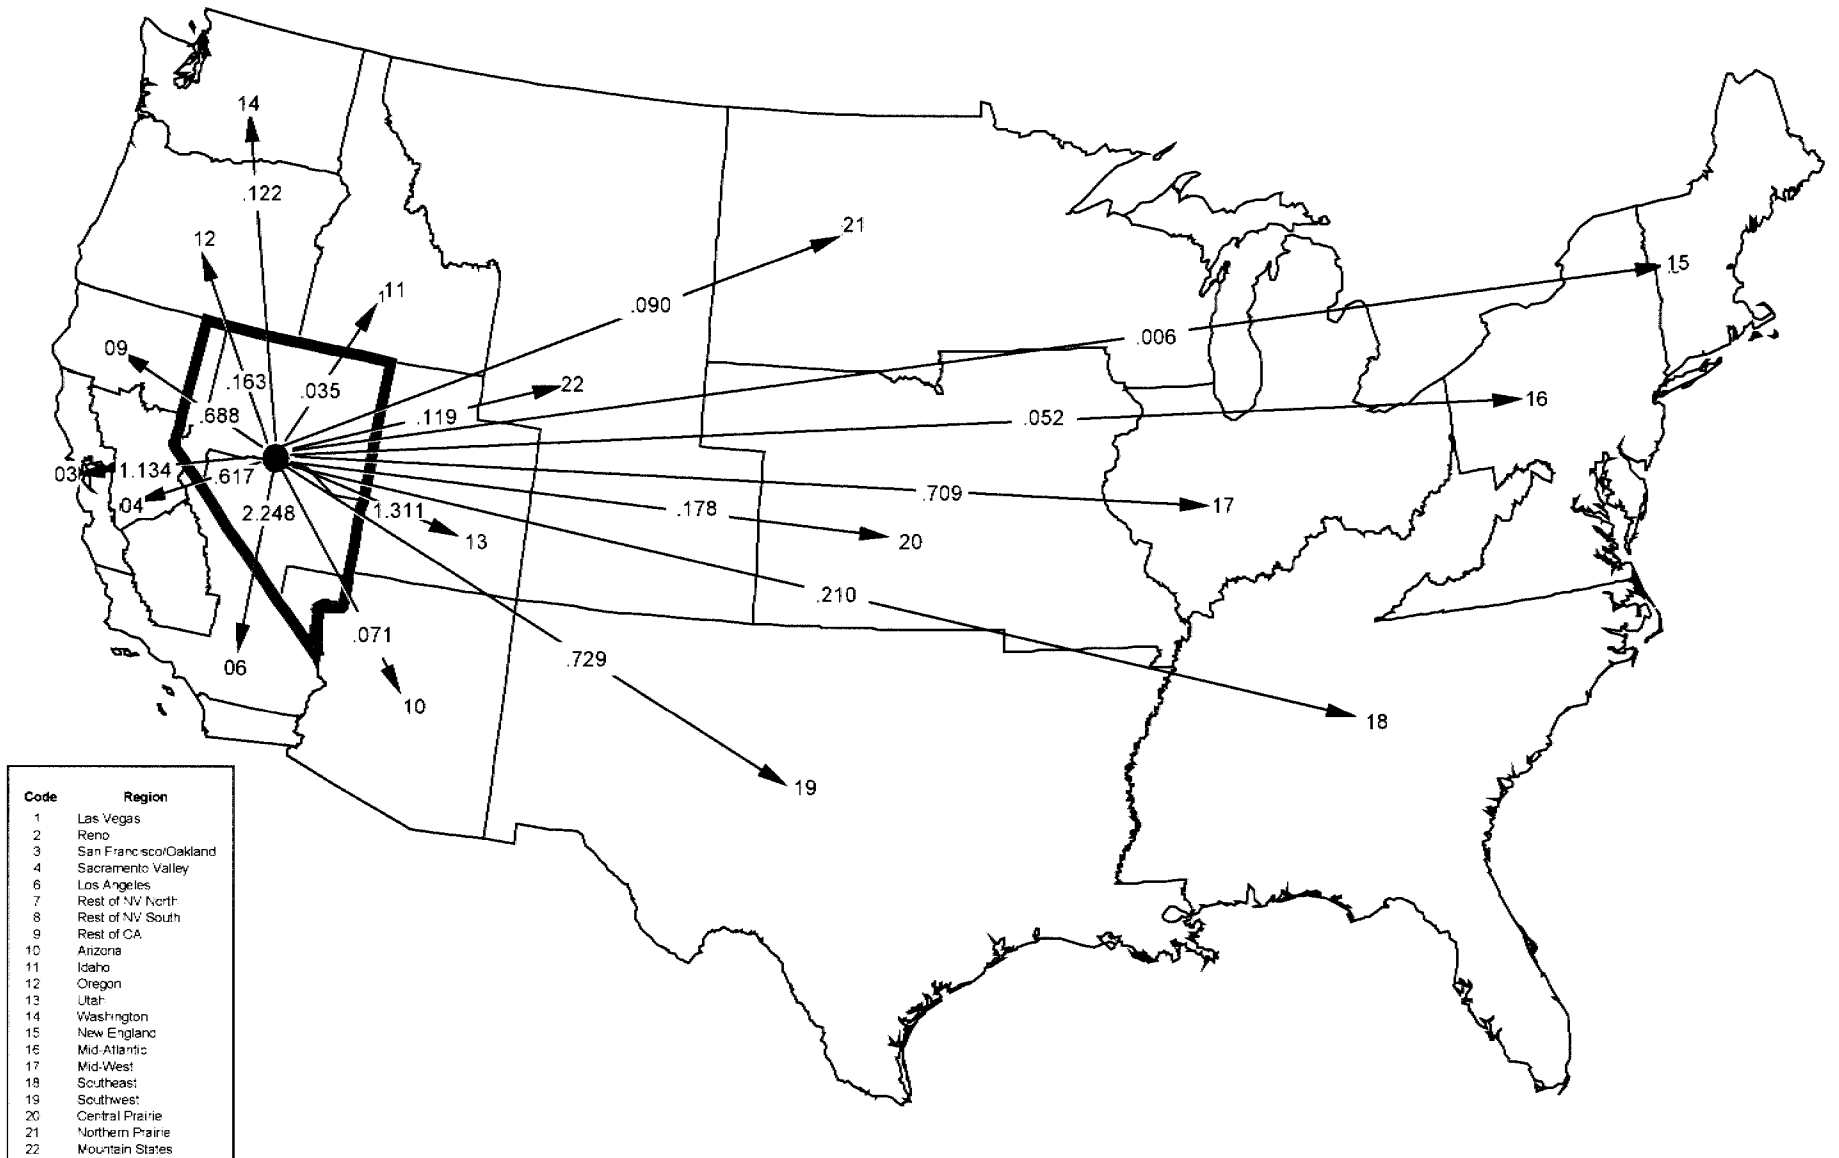 14
.122
12
21
15
11
.090
.006
09
.163
.035
22
16
.688
.119
.052
03
1.134
.617
04
2.248
1.311
.178
.709
17
13
20
.210
.071
.729
06
10
18
19
Code Region
1 Las Vegas
2 Reno
3 San Francisco/Oakland
4 Sacramento Valley
6 Los Angeles
7 Rest of NV North
8 Rest of NV South
9 Rest of CA
10 Arizona
11 Idaho
12 Oregon
13 Utah
14 Washington
15 New England
16 Mid-Atlantic
17 Mid-West
18 Southeast
19 Southwest
20 Central Prairie
21 Northern Prairie
22 Mountain States